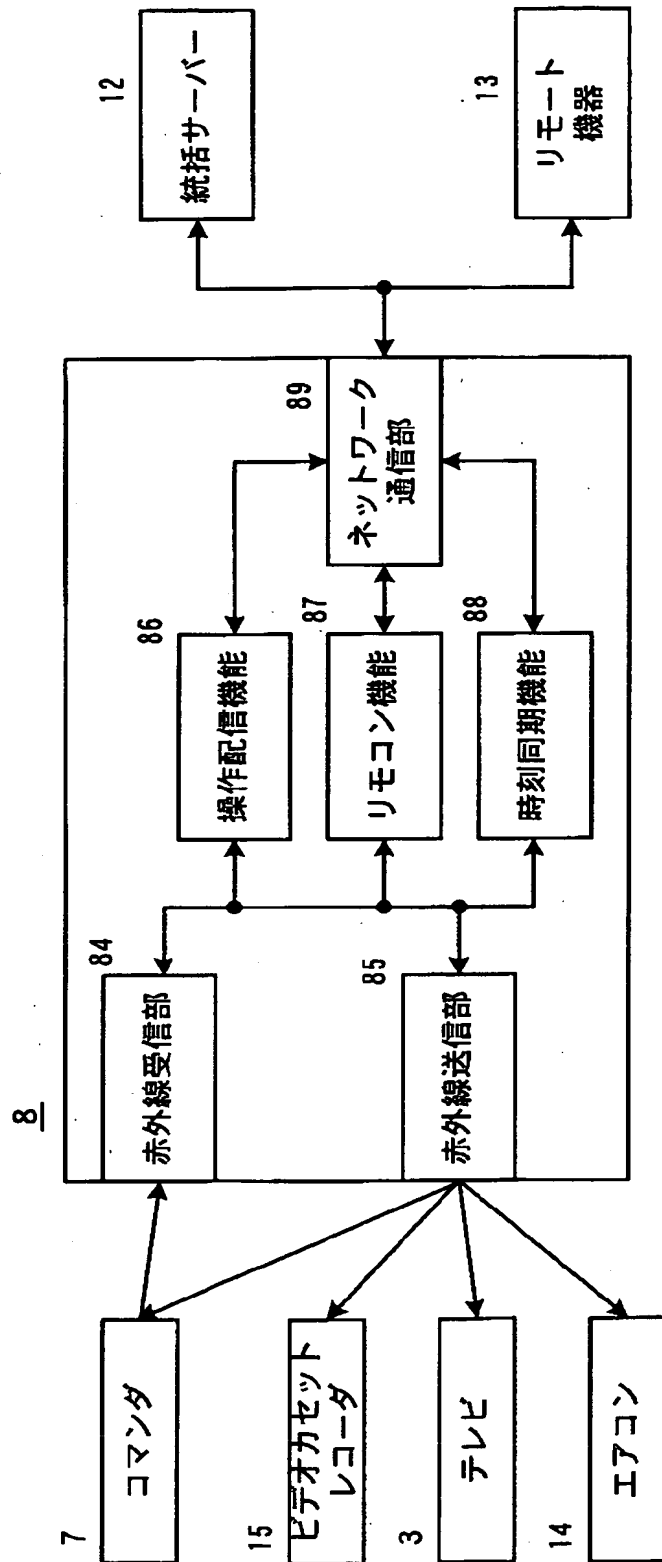 8
7
コマンダ
15
ビデオカセット
レコーダ
3
テレビ
14
エアコン
84
赤外線受信部
85
赤外線送信部
86
操作配信機能
87
リモコン機能
88
時刻同期機能
89
ネットワーク
通信部
12
統括サーバー
13
リモート
機器